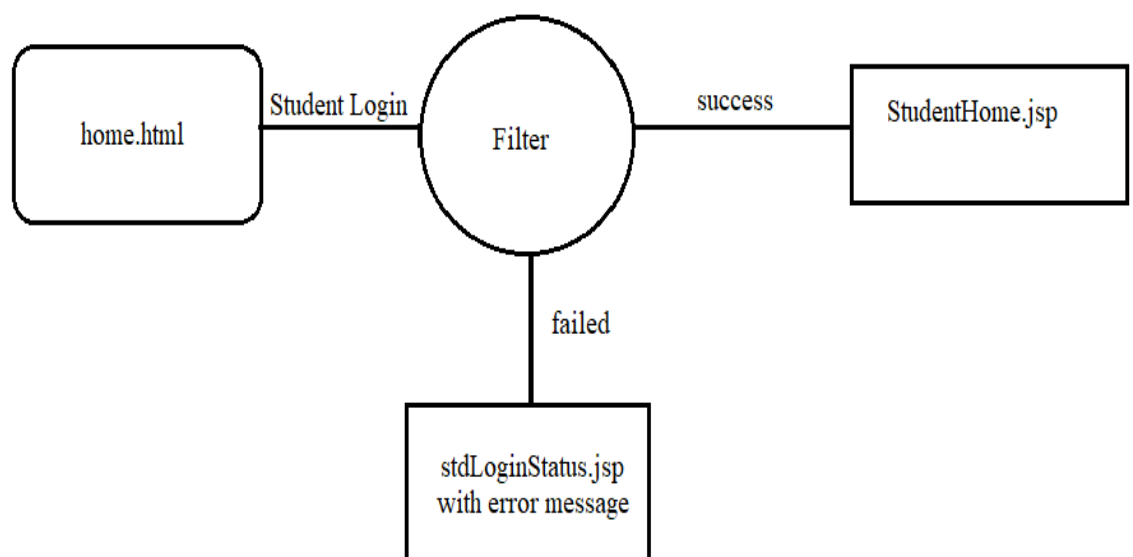 home.html
Student Login
Filter
success
StudentHome.jsp
failed
stdLoginStatus.jsp
with error message